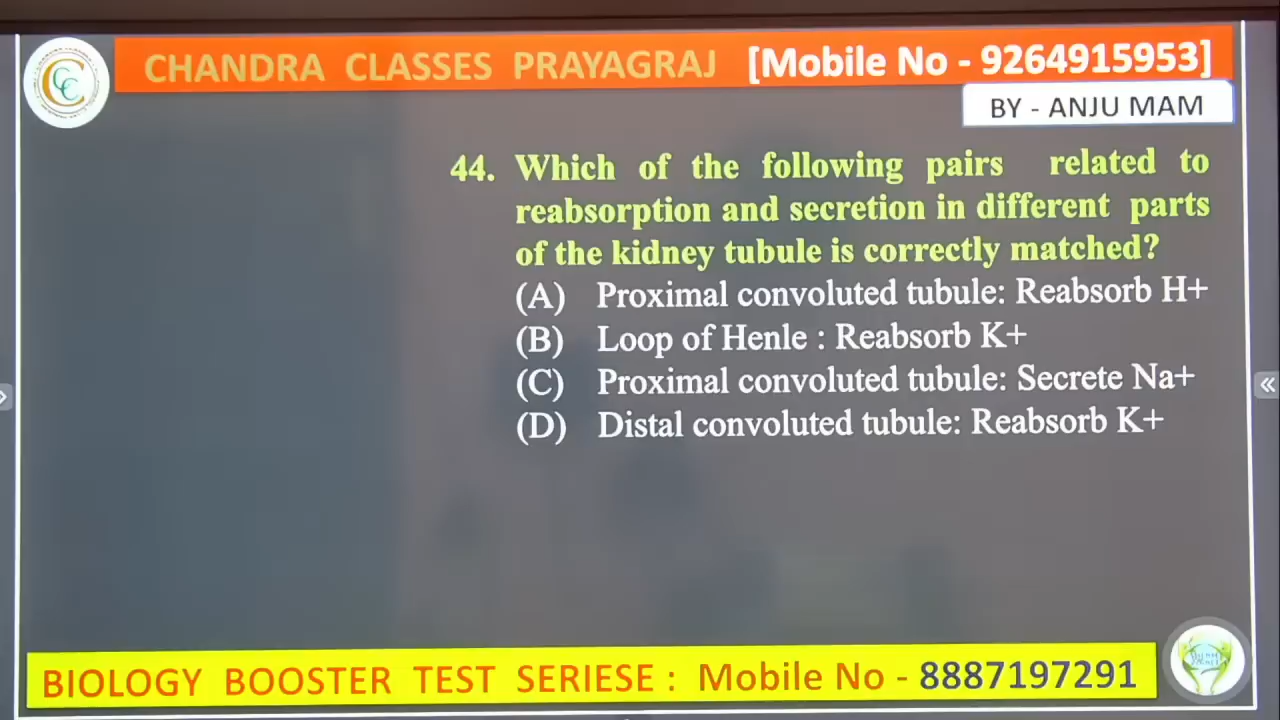 CHANDRA CLASSES PRAYAGRAJ [Mobile No - 9264915953]
BY - ANJU MAM
44. Which of the following pairs related to
reabsorption and secretion in different parts
of the kidney tubule is correctly matched?
(A) Proximal convoluted tubule: Reabsorb H+
(B) Loop of Henle : Reabsorb K+
(C) Proximal convoluted tubule: Secrete Na+
(D) Distal convoluted tubule: Reabsorb K+
BIOLOGY BOOSTER TEST SERIESE : Mobile No - 8887197291